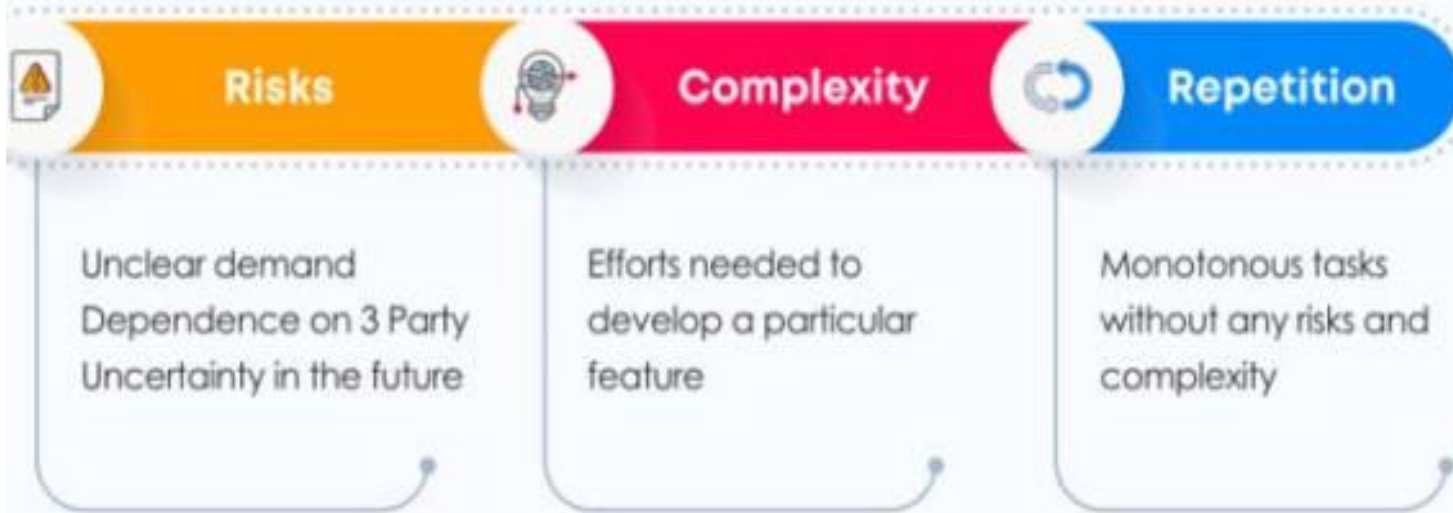 Risks
Unclear demand
Dependence on 3 Party
Uncertainty in the future
Complexity
Efforts needed to
develop a particular
feature
Repetition
Monotonous tasks
without any risks and
complexity